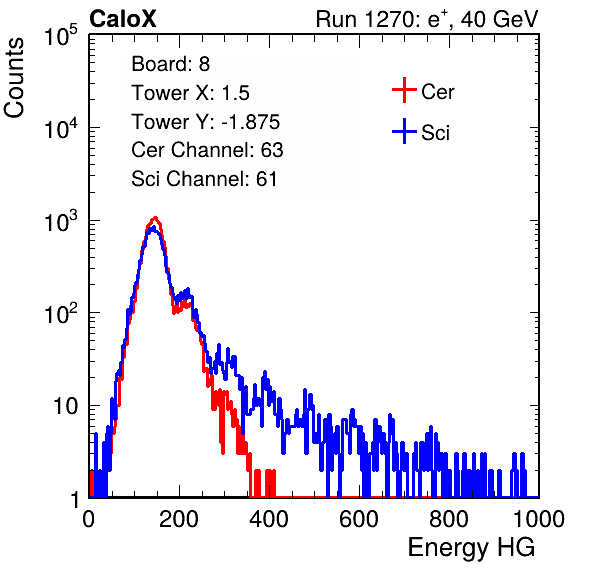 CaloX Run 1270: e⁺, 40 GeV
Counts
10⁵
10⁴
10³
10²
10
1
Board: 8
Tower X: 1.5
Tower Y: -1.875
Cer Channel: 63
Sci Channel: 61
Cer
Sci
0 200 400 600 800 1000
Energy HG